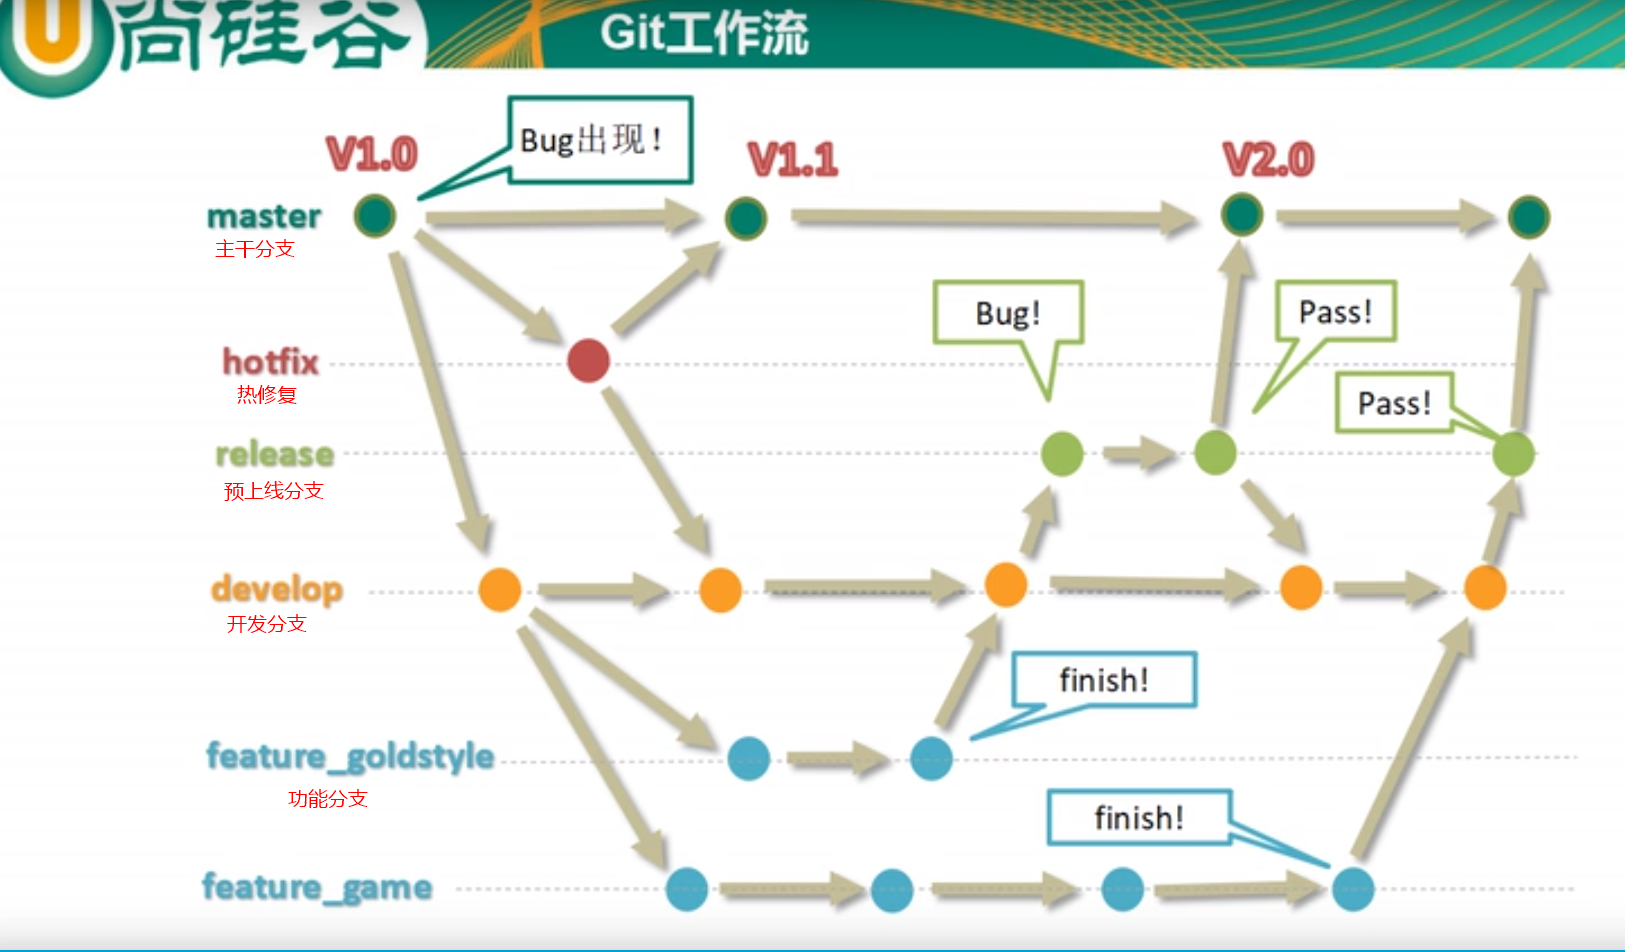 尚硅谷
Git工作流
Bug出现！
V1.0
V1.1
V2.0
master
主干分支
Bug!
Pass!
hotfix
热修复
Pass!
release
预上线分支
develop
开发分支
finish!
feature_goldstyle
功能分支
finish!
feature_game